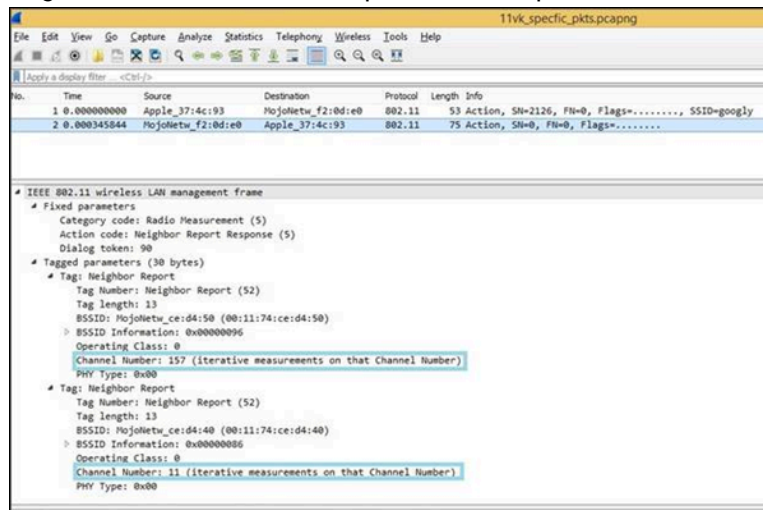 11vk_specfic_pkts.pcapng
File Edit View Go Capture Analyze Statistics Telephony Wireless Tools Help
Apply a display filter ... <Ctrl-/>
No. Time Source Destination Protocol Length Info
1 0.000000000 Apple_37:4c:93 MojoNetw_f2:0d:e0 802.11 53 Action, SN=2126, FN=0, Flags=........, SSID=googly
2 0.000345844 MojoNetw_f2:0d:e0 Apple_37:4c:93 802.11 75 Action, SN=0, FN=0, Flags=........
IEEE 802.11 wireless LAN management frame
Fixed parameters
Category code: Radio Measurement (5)
Action code: Neighbor Report Response (5)
Dialog token: 90
Tagged parameters (30 bytes)
Tag: Neighbor Report
Tag Number: Neighbor Report (52)
Tag length: 13
BSSID: MojoNetw_ce:d4:50 (00:11:74:ce:d4:50)
BSSID Information: 0x00000096
Operating Class: 0
Channel Number: 157 (iterative measurements on that Channel Number)
PHY Type: 0x00
Tag: Neighbor Report
Tag Number: Neighbor Report (52)
Tag length: 13
BSSID: MojoNetw_ce:d4:40 (00:11:74:ce:d4:40)
BSSID Information: 0x00000086
Operating Class: 0
Channel Number: 11 (iterative measurements on that Channel Number)
PHY Type: 0x00